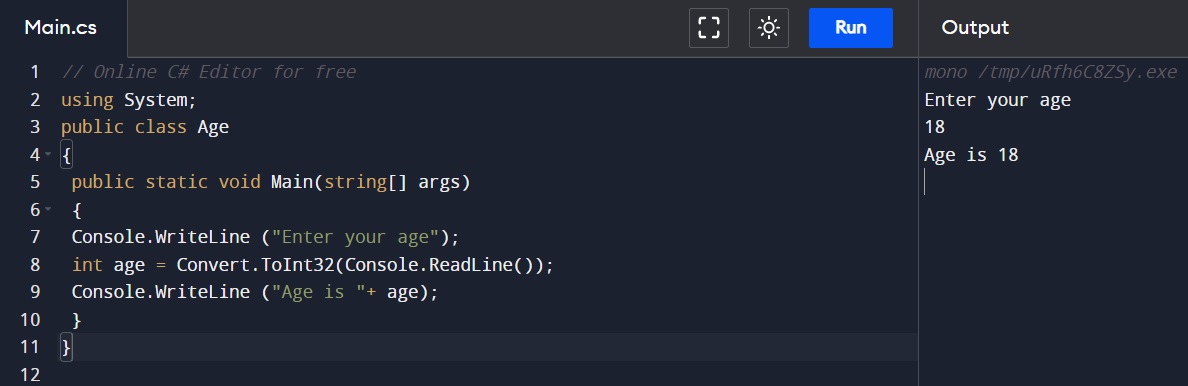 Main.cs Run Output
1 // Online C# Editor for free
2 using System;
3 public class Age
4 {
5 public static void Main(string[] args)
6 {
7 Console.WriteLine ("Enter your age");
8 int age = Convert.ToInt32(Console.ReadLine());
9 Console.WriteLine ("Age is "+ age);
10 }
11 }
12
mono /tmp/uRfh6C8ZSy.exe
Enter your age
18
Age is 18